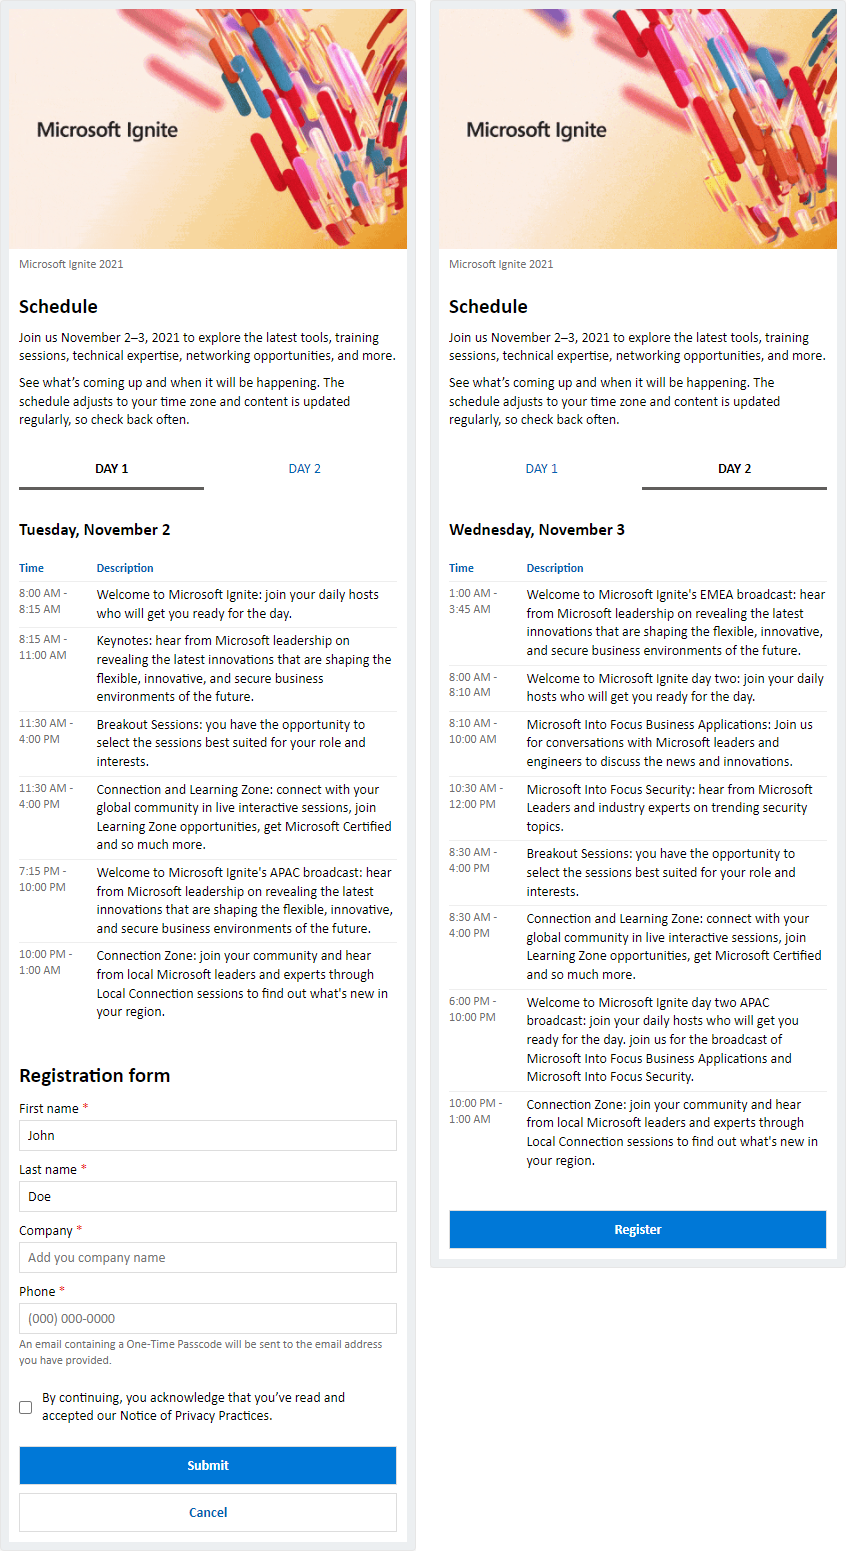 Microsoft Ignite
Microsoft Ignite 2021
Schedule
Join us November 2–3, 2021 to explore the latest tools, training
sessions, technical expertise, networking opportunities, and more.
See what's coming up and when it will be happening. The
schedule adjusts to your time zone and content is updated
regularly, so check back often.
DAY 1
DAY 2
Tuesday, November 2
Time
Description
8:00 AM -
8:15 AM
Welcome to Microsoft Ignite: join your daily hosts
who will get you ready for the day.
8:15 AM -
11:00 AM
Keynotes: hear from Microsoft leadership on
revealing the latest innovations that are shaping the
flexible, innovative, and secure business
environments of the future.
11:30 AM -
4:00 PM
Breakout Sessions: you have the opportunity to
select the sessions best suited for your role and
interests.
11:30 AM -
4:00 PM
Connection and Learning Zone: connect with your
global community in live interactive sessions, join
Learning Zone opportunities, get Microsoft Certified
and so much more.
7:15 PM -
10:00 PM
Welcome to Microsoft Ignite's APAC broadcast: hear
from Microsoft leadership on revealing the latest
innovations that are shaping the flexible, innovative,
and secure business environments of the future.
10:00 PM -
1:00 AM
Connection Zone: join your community and hear
from local Microsoft leaders and experts through
Local Connection sessions to find out what's new in
your region.
Registration form
First name *
John
Last name *
Doe
Company *
Add you company name
Phone *
(000) 000-0000
An email containing a One-Time Passcode will be sent to the email address
you have provided.
By continuing, you acknowledge that you've read and
accepted our Notice of Privacy Practices.
Submit
Cancel
Microsoft Ignite
Microsoft Ignite 2021
Schedule
Join us November 2–3, 2021 to explore the latest tools, training
sessions, technical expertise, networking opportunities, and more.
See what's coming up and when it will be happening. The
schedule adjusts to your time zone and content is updated
regularly, so check back often.
DAY 1
DAY 2
Wednesday, November 3
Time
Description
1:00 AM -
3:45 AM
Welcome to Microsoft Ignite's EMEA broadcast: hear
from Microsoft leadership on revealing the latest
innovations that are shaping the flexible, innovative,
and secure business environments of the future.
8:00 AM -
8:10 AM
Welcome to Microsoft Ignite day two: join your daily
hosts who will get you ready for the day.
8:10 AM -
10:00 AM
Microsoft Into Focus Business Applications: Join us
for conversations with Microsoft leaders and
engineers to discuss the news and innovations.
10:30 AM -
12:00 PM
Microsoft Into Focus Security: hear from Microsoft
Leaders and industry experts on trending security
topics.
8:30 AM -
4:00 PM
Breakout Sessions: you have the opportunity to
select the sessions best suited for your role and
interests.
8:30 AM -
4:00 PM
Connection and Learning Zone: connect with your
global community in live interactive sessions, join
Learning Zone opportunities, get Microsoft Certified
and so much more.
6:00 PM -
10:00 PM
Welcome to Microsoft Ignite day two APAC
broadcast: join your daily hosts who will get you
ready for the day. join us for the broadcast of
Microsoft Into Focus Business Applications and
Microsoft Into Focus Security.
10:00 PM -
1:00 AM
Connection Zone: join your community and hear
from local Microsoft leaders and experts through
Local Connection sessions to find out what's new in
your region.
Register